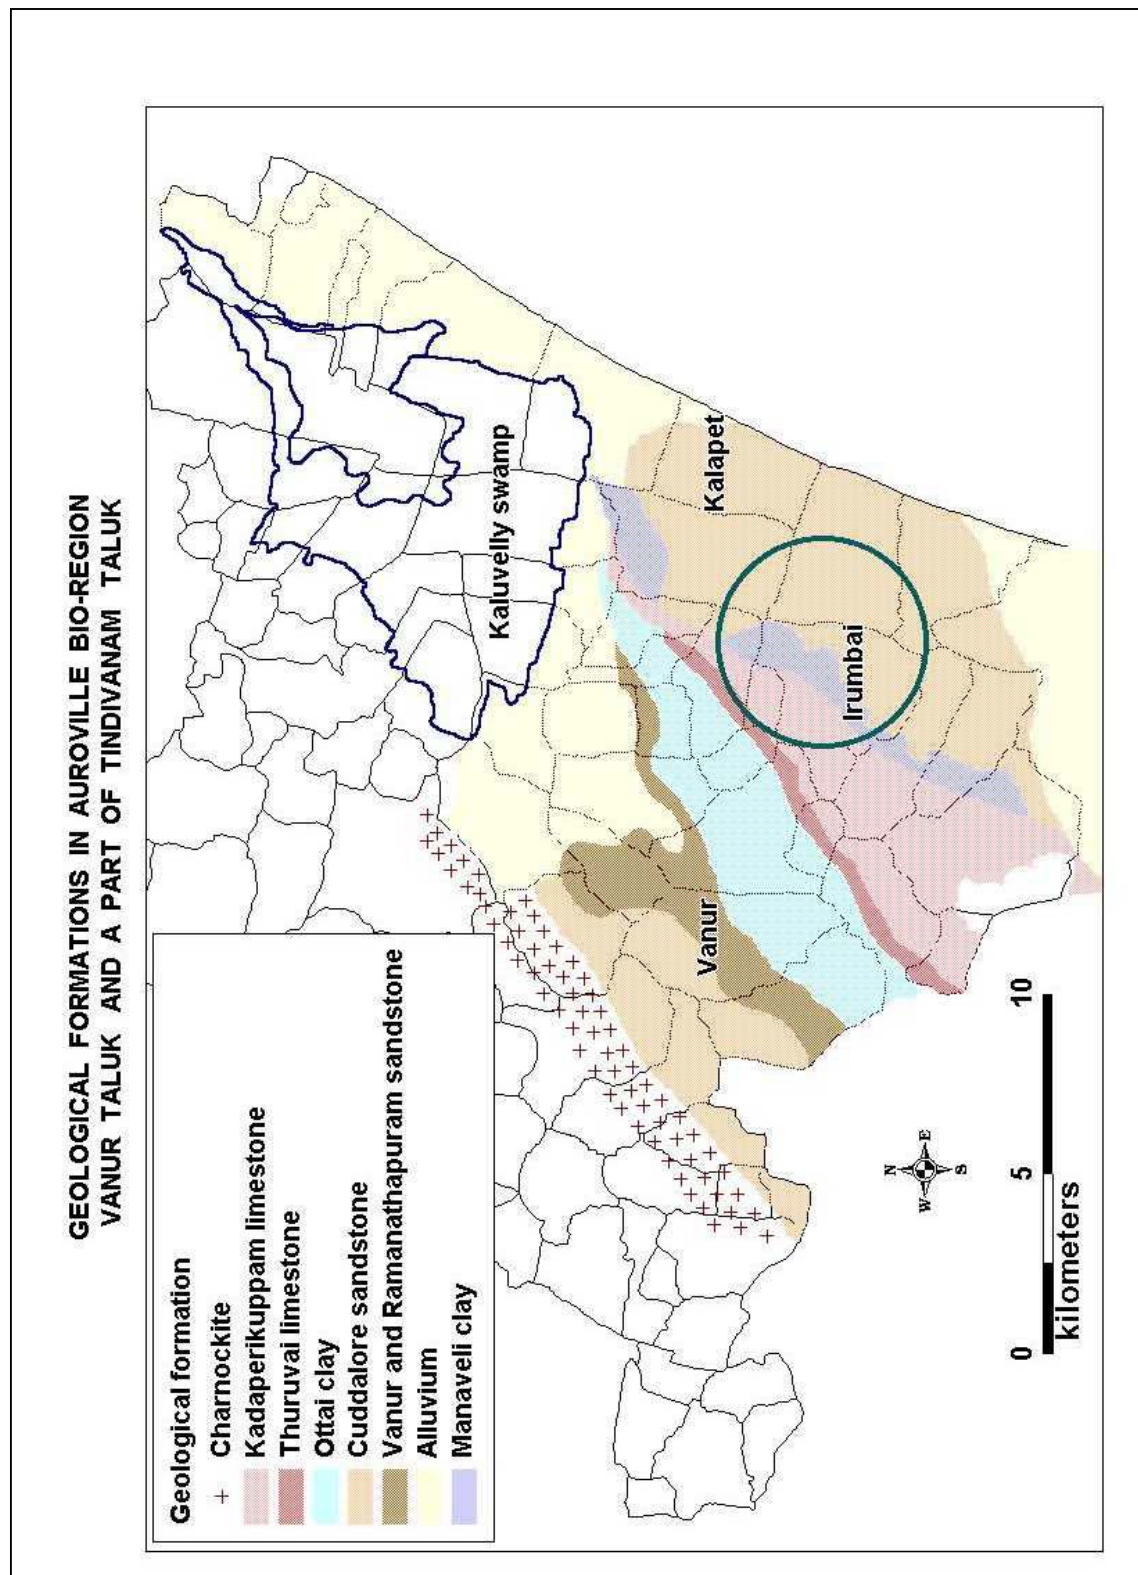 GEOLOGICAL FORMATIONS IN AUROVILLE BIO-REGION
VANUR TALUK AND A PART OF TINDIVANAM TALUK
Geological formation
Charnockite
Kadaperikuppam limestone
Thuruvai limestone
Ottai clay
Cuddalore sandstone
Vanur and Ramanathapuram sandstone
Alluvium
Manaveli clay
Kaluvelly swamp
Kalapet
Irumbai
Vanur
N
W E
S
0 5 10
kilometers